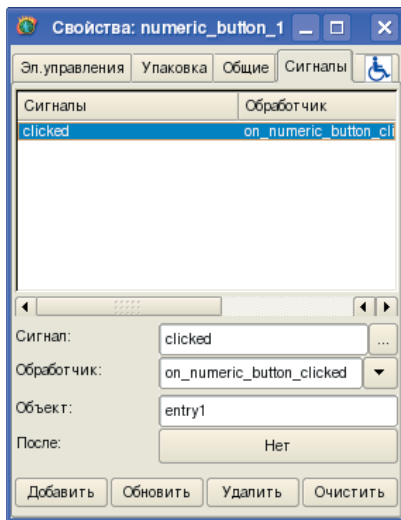 Свойства: numeric_button_1
Эл.управления Упаковка Общие Сигналы
Сигналы Обработчик
clicked on_numeric_button_cli
Сигнал: clicked ...
Обработчик: on_numeric_button_clicked
Объект: entry1
После: Нет
Добавить Обновить Удалить Очистить